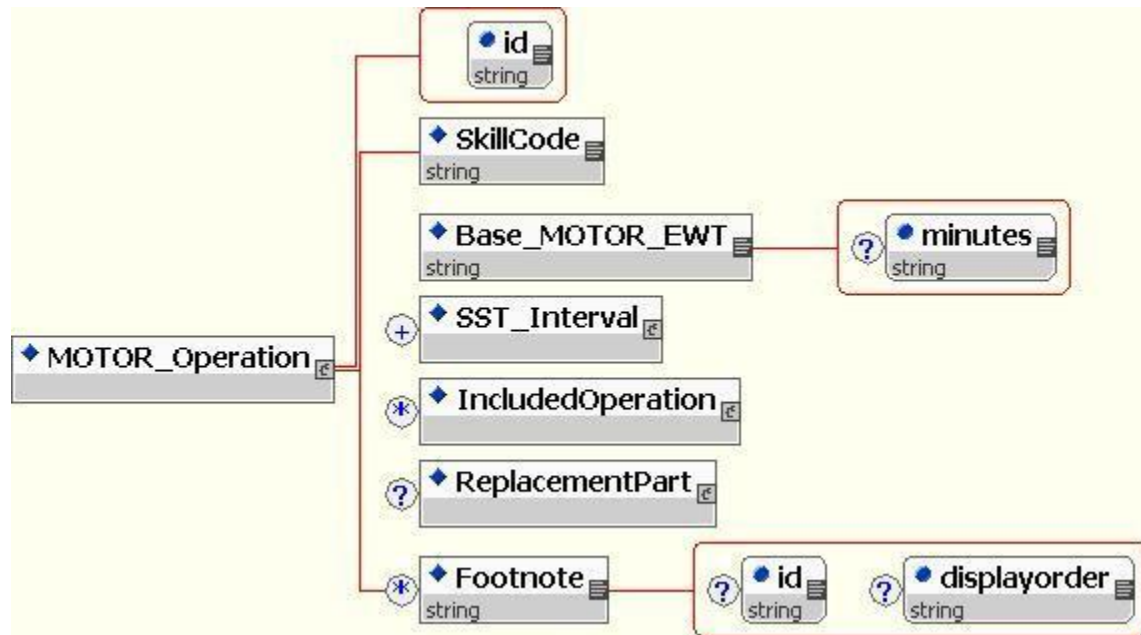 id
string
SkillCode
string
Base_MOTOR_EWT
string
? minutes
string
+ SST_Interval
MOTOR_Operation
* IncludedOperation
? ReplacementPart
* Footnote
string
? id
string
? displayorder
string